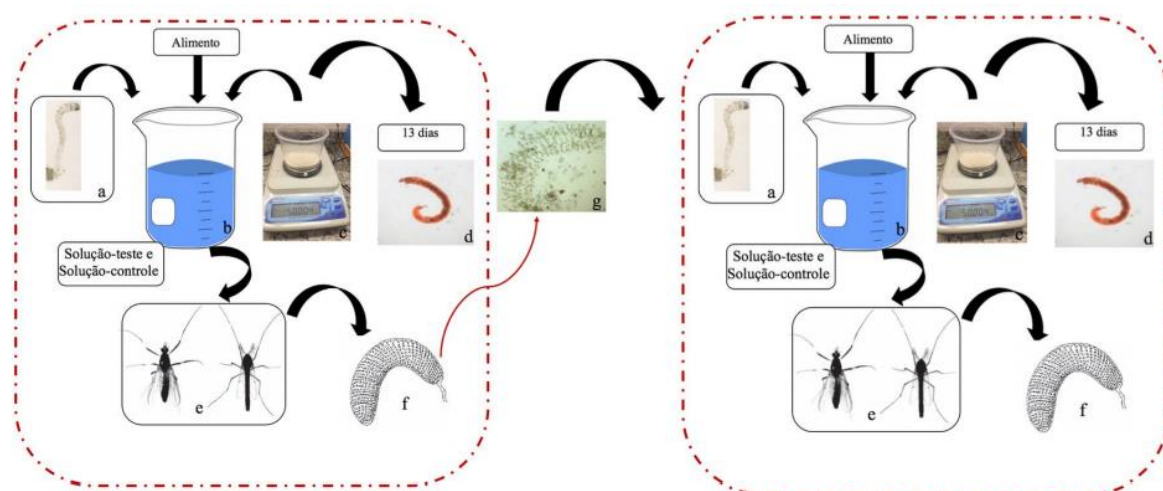 Alimento
a
b
c
13 dias
d
Solução-teste e
Solução-controle
e
f
g
Alimento
a
b
c
13 dias
d
Solução-teste e
Solução-controle
e
f